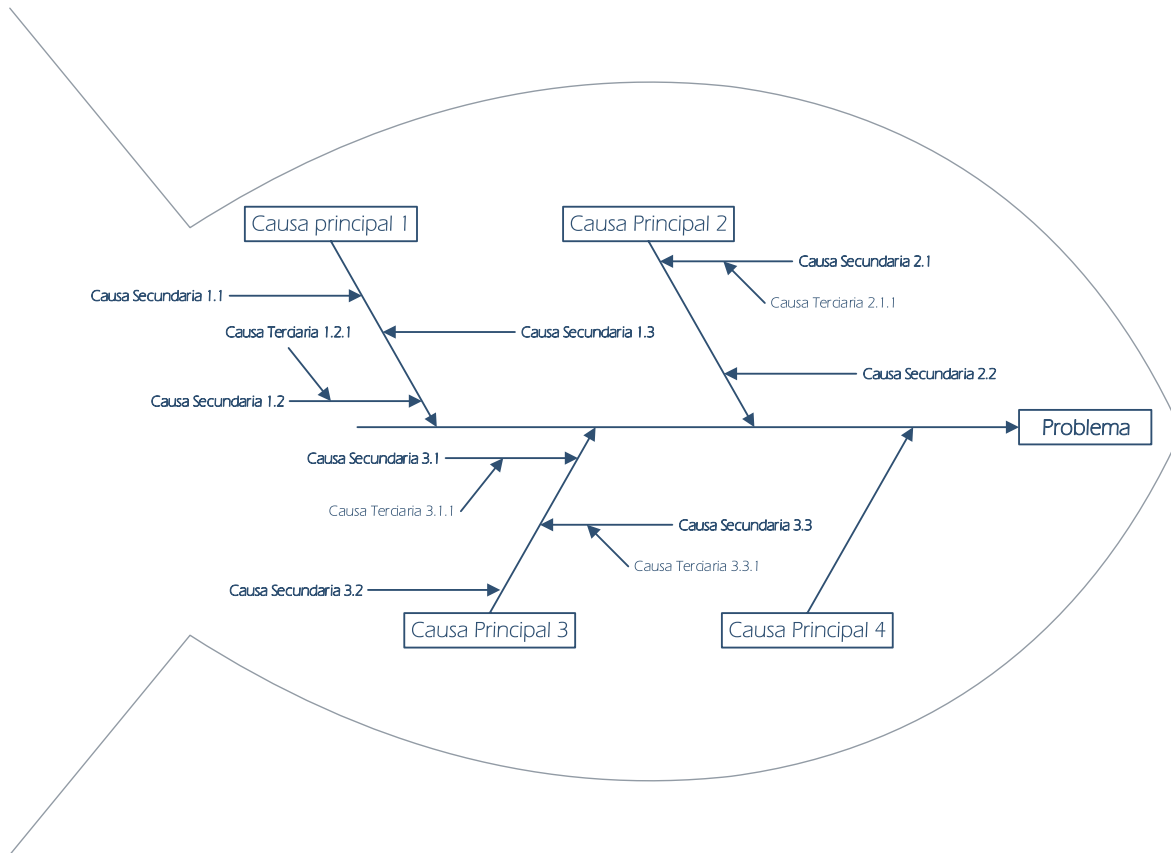 Causa principal 1
Causa Principal 2
Causa Secundaria 2.1
Causa Secundaria 1.1
Causa Terciaria 2.1.1
Causa Terciaria 1.2.1
Causa Secundaria 1.3
Causa Secundaria 2.2
Causa Secundaria 1.2
Problema
Causa Secundaria 3.1
Causa Terciaria 3.1.1
Causa Secundaria 3.3
Causa Terciaria 3.3.1
Causa Secundaria 3.2
Causa Principal 3
Causa Principal 4